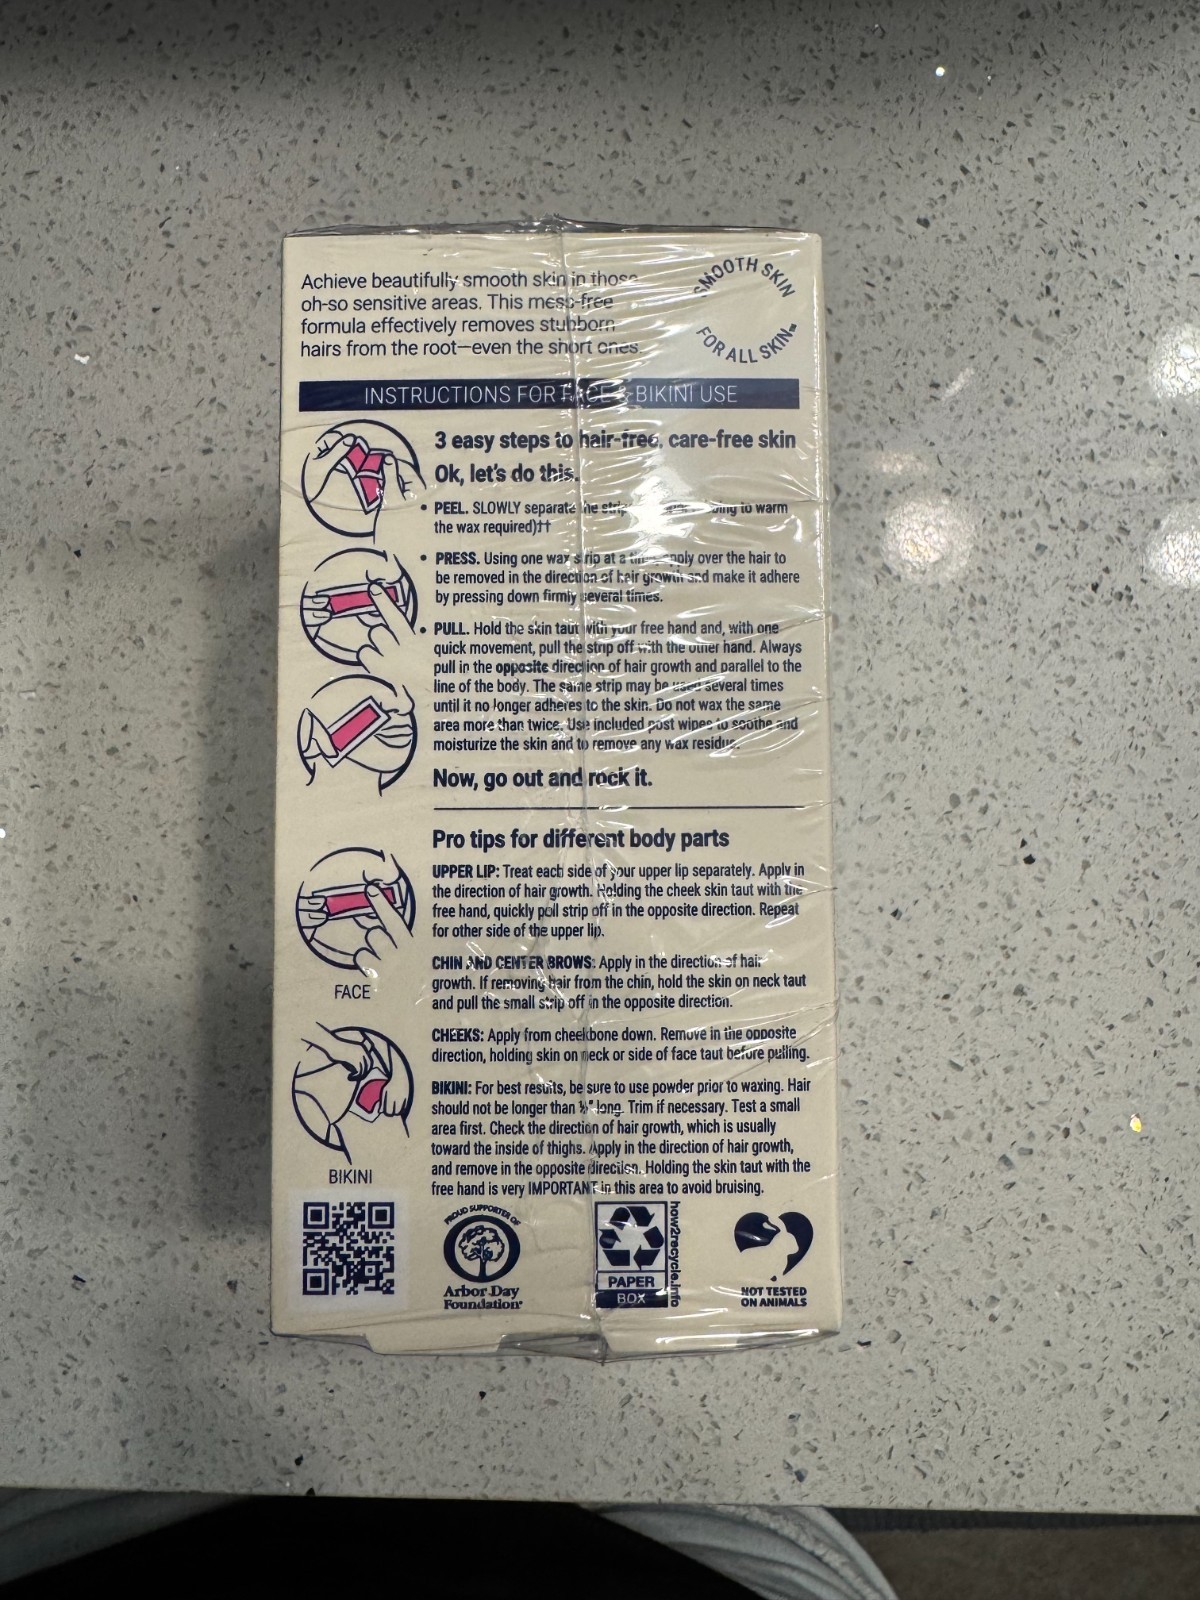 Achieve beautifully smooth skin in those
oh-so sensitive areas. This mess-free
formula effectively removes stubborn
hairs from the root—even the short ones.
SMOOTH SKIN
FOR ALL SKIN℠
INSTRUCTIONS FOR FACE & BIKINI USE
3 easy steps to hair-free, care-free skin
Ok, let's do this.
• PEEL. SLOWLY separate the strip to warm
the wax required)††
• PRESS. Using one wax strip at a time, apply over the hair to
be removed in the direction of hair growth and make it adhere
by pressing down firmly several times.
• PULL. Hold the skin taut with your free hand and, with one
quick movement, pull the strip off with the other hand. Always
pull in the opposite direction of hair growth and parallel to the
line of the body. The same strip may be used several times
until it no longer adheres to the skin. Do not wax the same
area more than twice. Use included post wipes to soothe and
moisturize the skin and to remove any wax residue.
Now, go out and rock it.
Pro tips for different body parts
UPPER LIP: Treat each side of your upper lip separately. Apply in
the direction of hair growth. Holding the cheek skin taut with the
free hand, quickly pull strip off in the opposite direction. Repeat
for other side of the upper lip.
CHIN AND CENTER BROWS: Apply in the direction of hair
growth. If removing hair from the chin, hold the skin on neck taut
and pull the small strip off in the opposite direction.
FACE
CHEEKS: Apply from cheekbone down. Remove in the opposite
direction, holding skin on neck or side of face taut before pulling.
BIKINI: For best results, be sure to use powder prior to waxing. Hair
should not be longer than long. Trim if necessary. Test a small
area first. Check the direction of hair growth, which is usually
toward the inside of thighs. Apply in the direction of hair growth,
and remove in the opposite direction. Holding the skin taut with the
free hand is very IMPORTANT in this area to avoid bruising.
BIKINI
PROUD SUPPORTER OF
Arbor Day
Foundation®
PAPER
BOX
how2recycle.info
NOT TESTED
ON ANIMALS